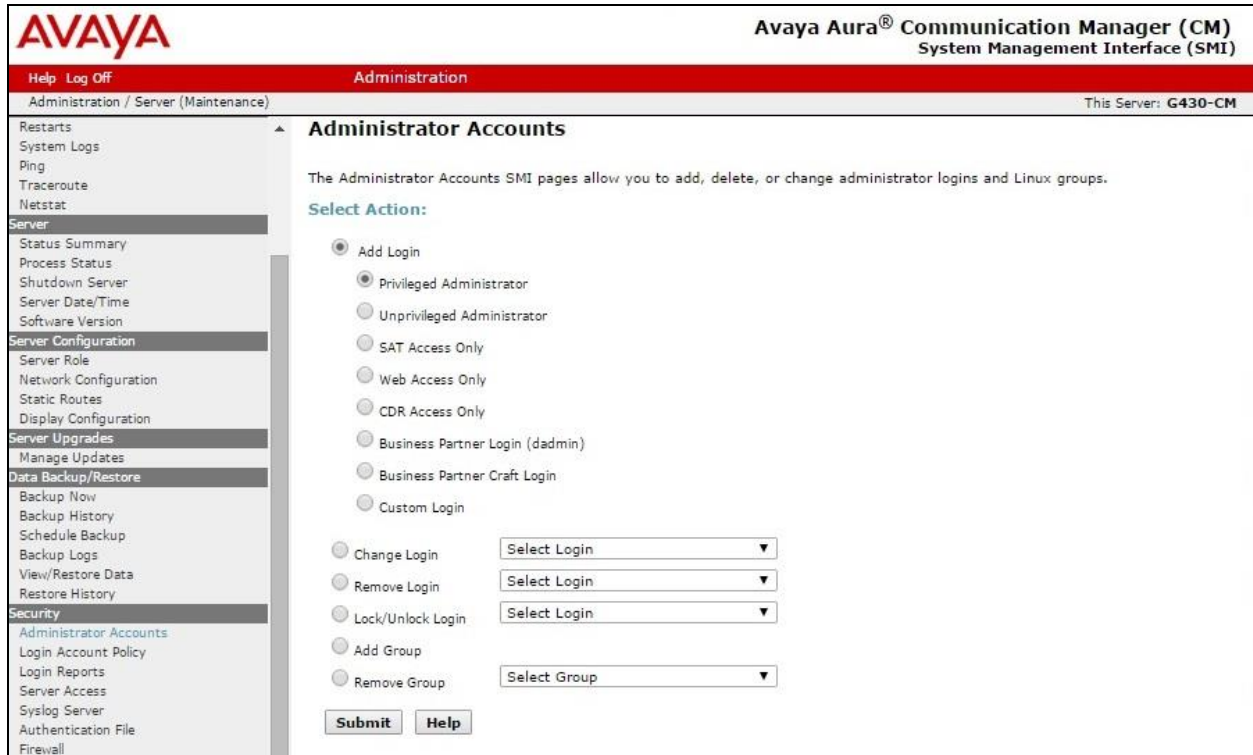 AVAYA
Avaya Aura® Communication Manager (CM)
System Management Interface (SMI)
Help Log Off Administration
Administration / Server (Maintenance) This Server: G430-CM
Restarts
System Logs
Ping
Traceroute
Netstat
Server
Status Summary
Process Status
Shutdown Server
Server Date/Time
Software Version
Server Configuration
Server Role
Network Configuration
Static Routes
Display Configuration
Server Upgrades
Manage Updates
Data Backup/Restore
Backup Now
Backup History
Schedule Backup
Backup Logs
View/Restore Data
Restore History
Security
Administrator Accounts
Login Account Policy
Login Reports
Server Access
Syslog Server
Authentication File
Firewall
Administrator Accounts
The Administrator Accounts SMI pages allow you to add, delete, or change administrator logins and Linux groups.
Select Action:
Add Login
Privileged Administrator
Unprivileged Administrator
SAT Access Only
Web Access Only
CDR Access Only
Business Partner Login (dadmin)
Business Partner Craft Login
Custom Login
Change Login Select Login
Remove Login Select Login
Lock/Unlock Login Select Login
Add Group
Remove Group Select Group
Submit Help